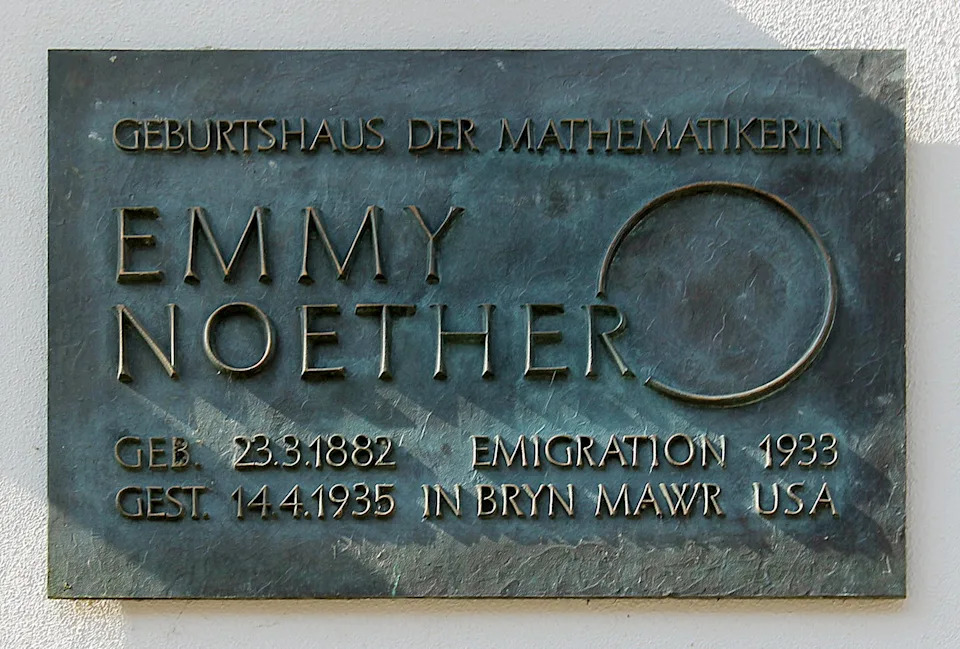 GEBURTSHAUS DER MATHEMATIKERIN
EMMY
NOETHER
GEB. 23.3.1882 EMIGRATION 1933
GEST. 14.4.1935 IN BRYN MAWR USA